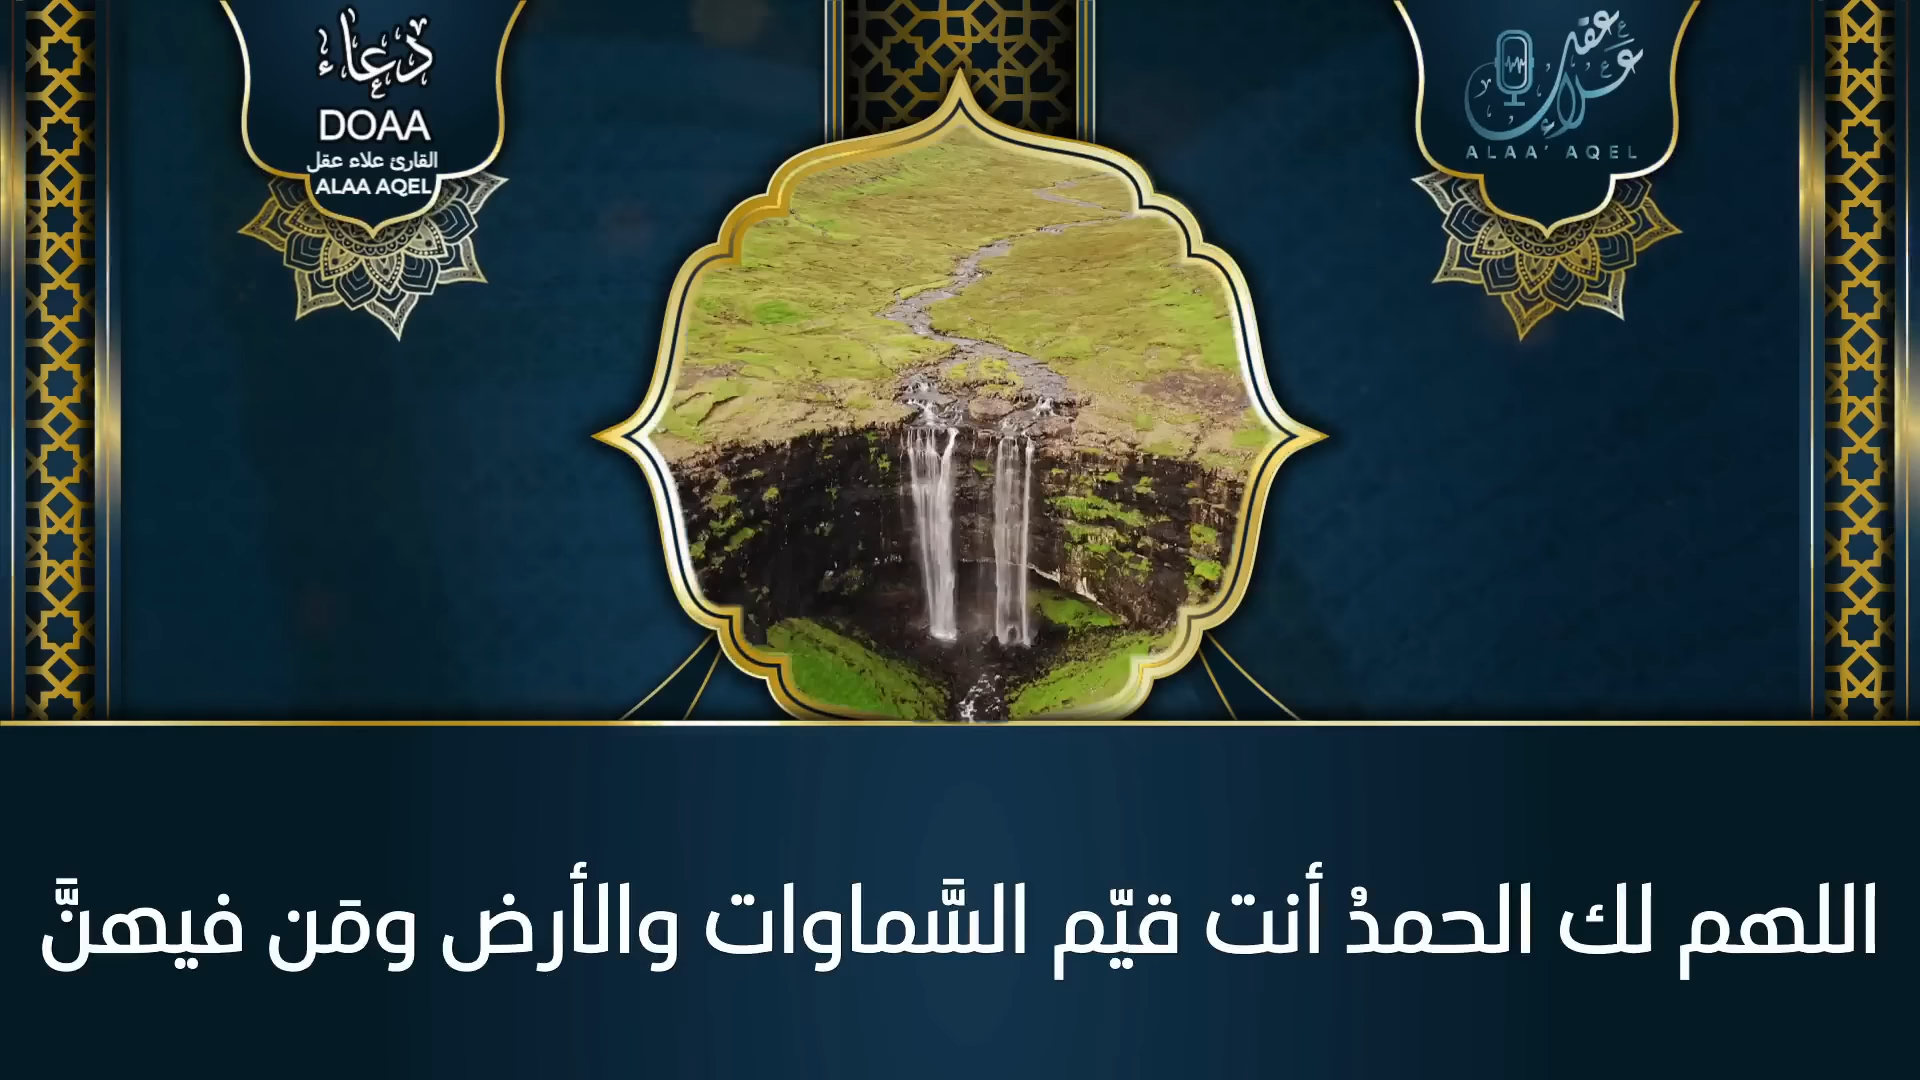 دعاء
DOAA
القارئ علاء عقل
ALAA AQEL
علاء عقل
ALAA' AQEL
اللهم لك الحمدُ أنت قيّم السَّماوات والأرض ومَن فيهنَّ